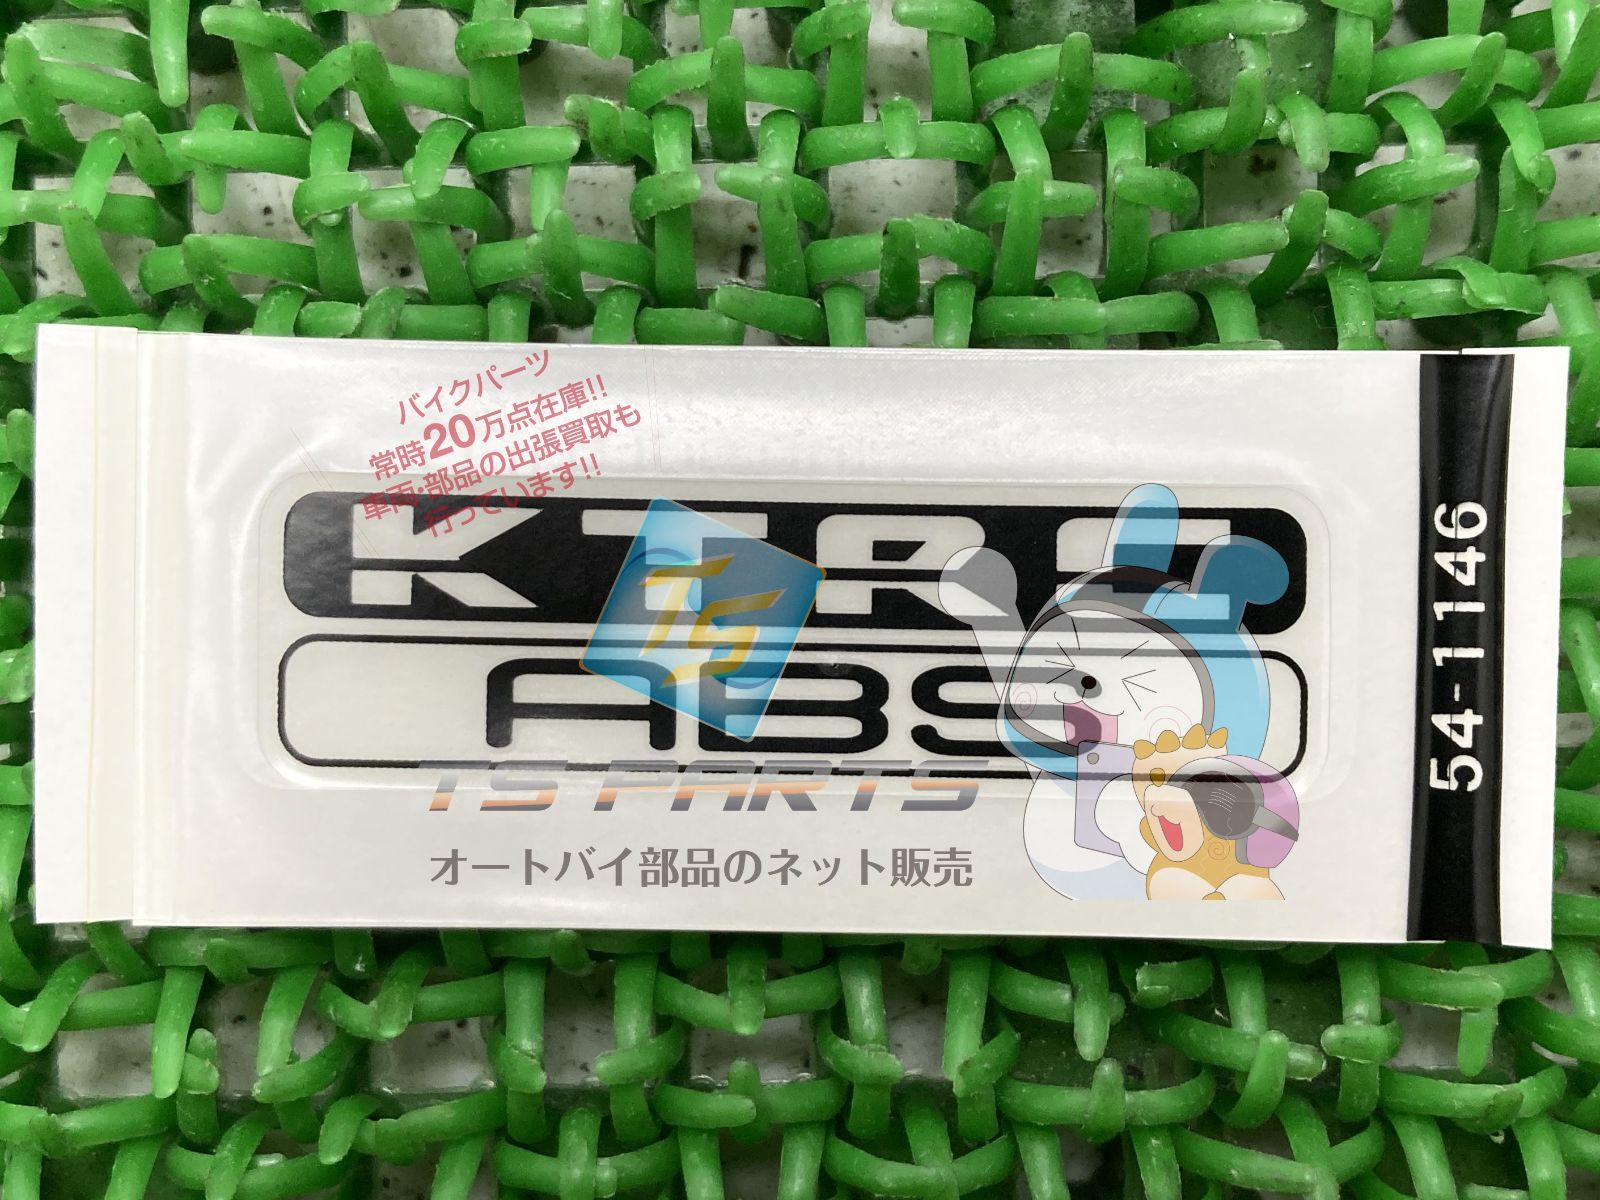 バイクパーツ
常時20万点在庫!!
車両・部品の出張買取も
行っています!!
KTRC
TS
ABS
TS PARTS
オートバイ部品のネット販売
54-1146